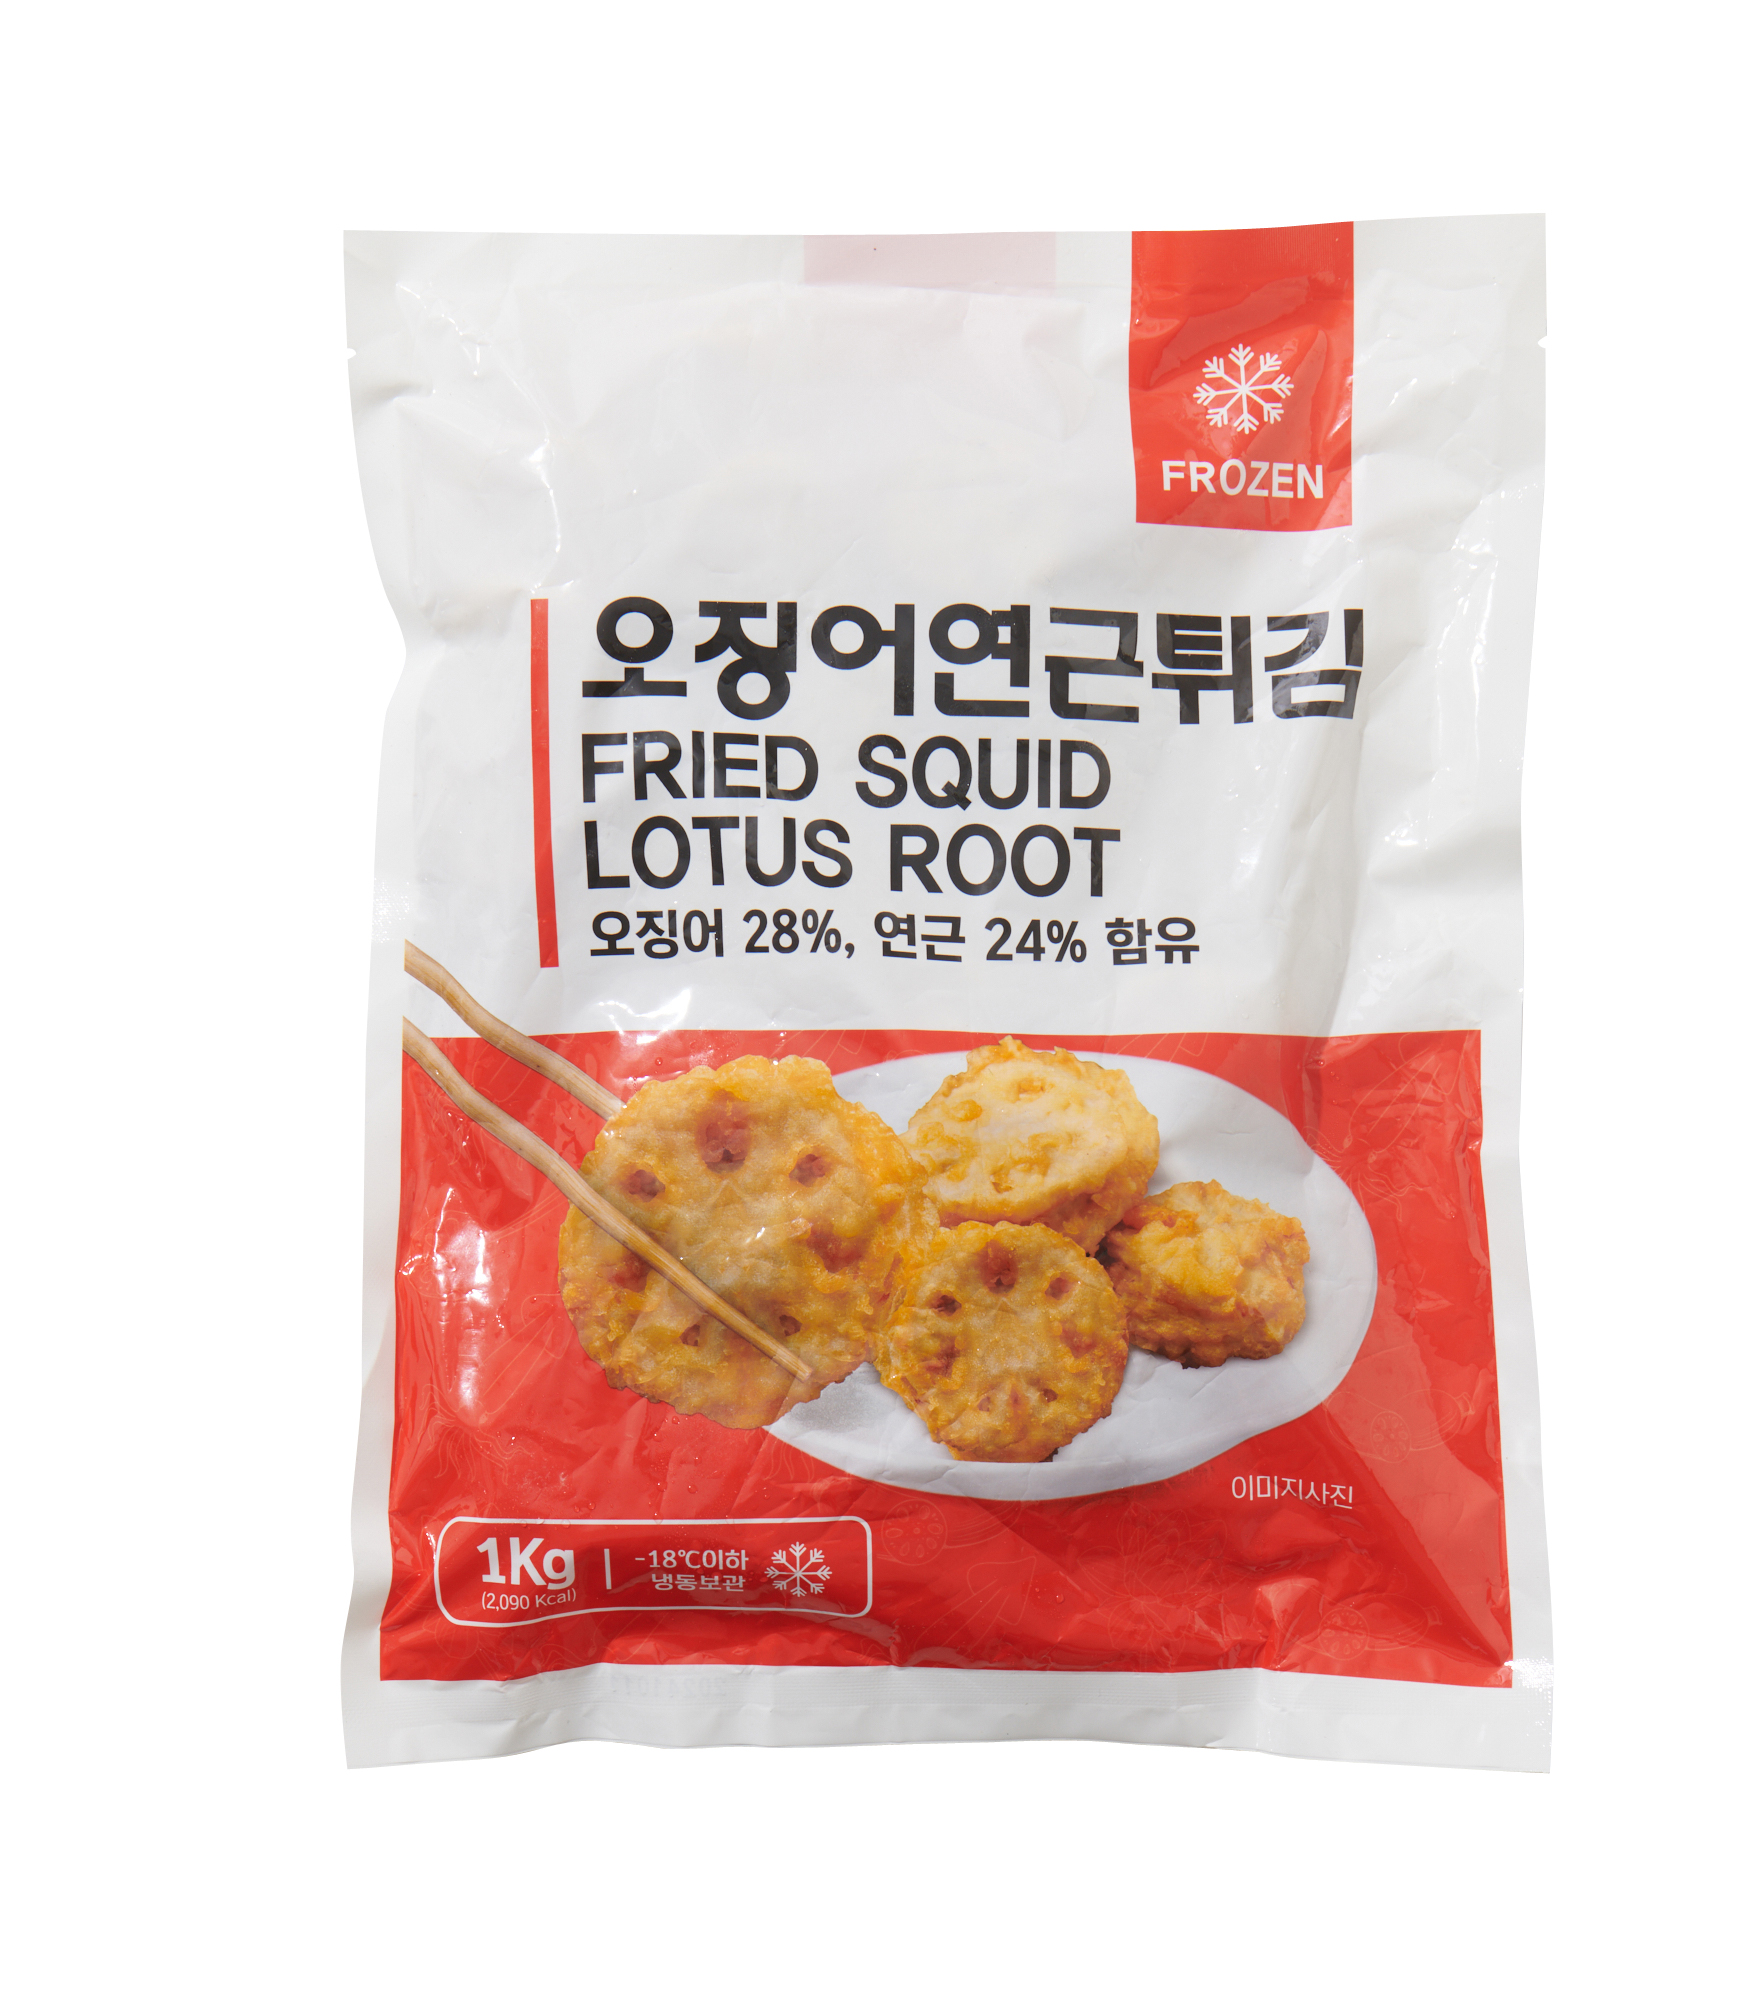 FROZEN
오징어연근튀김
FRIED SQUID
LOTUS ROOT
오징어 28%, 연근 24% 함유
이미지사진
1Kg
(2,090 Kcal)
-18℃이하
냉동보관